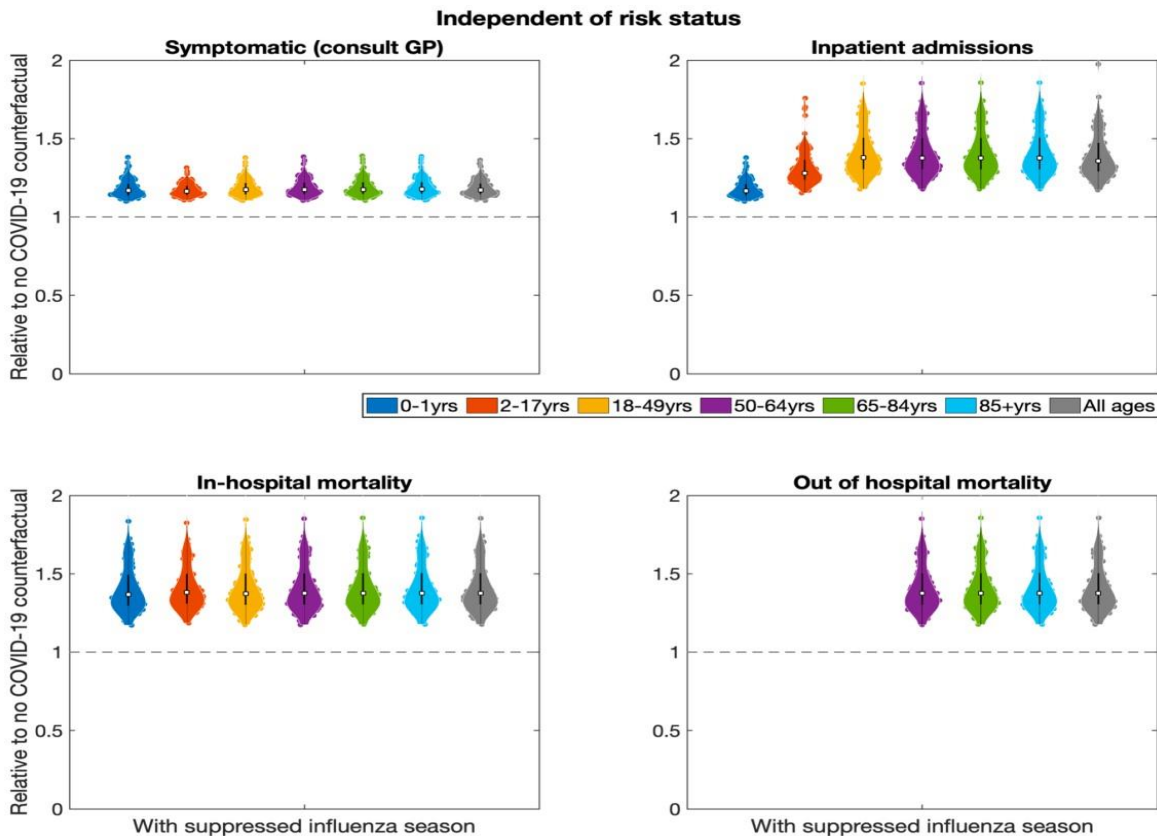 Independent of risk status
Symptomatic (consult GP)
Inpatient admissions
Relative to no COVID-19 counterfactual
2
1.5
1
0.5
0
2
1.5
1
0.5
0
0-1yrs 2-17yrs 18-49yrs 50-64yrs 65-84yrs 85+yrs All ages
In-hospital mortality
Out of hospital mortality
Relative to no COVID-19 counterfactual
2
1.5
1
0.5
0
2
1.5
1
0.5
0
With suppressed influenza season
With suppressed influenza season